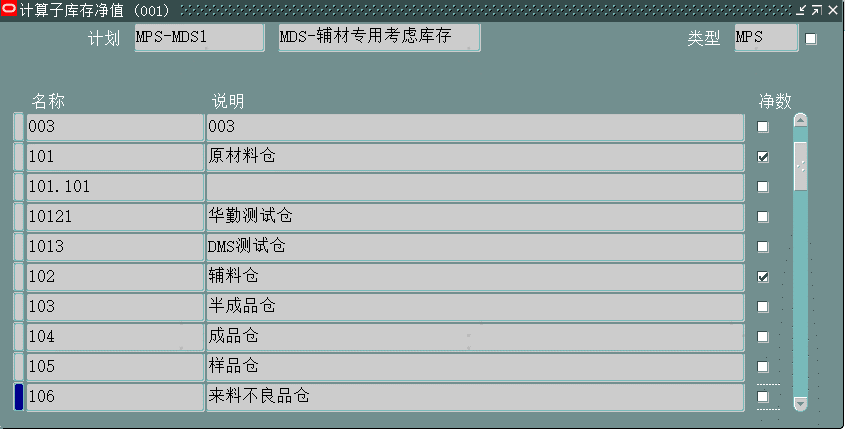 计算子库存净值 (001)
计划 MPS-MDS1 MDS-辅材专用考虑库存 类型 MPS
名称 说明 净数
003 003
101 原材料仓
101.101
10121 华勤测试仓
1013 DMS测试仓
102 辅料仓
103 半成品仓
104 成品仓
105 样品仓
106 来料不良品仓